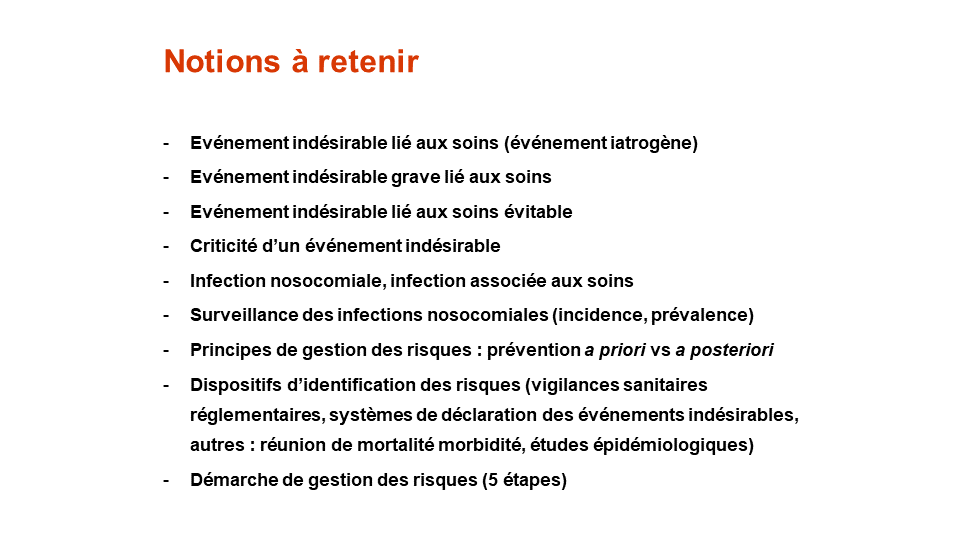 Notions à retenir
- Evénement indésirable lié aux soins (événement iatrogène)
- Evénement indésirable grave lié aux soins
- Evénement indésirable lié aux soins évitable
- Criticité d’un événement indésirable
- Infection nosocomiale, infection associée aux soins
- Surveillance des infections nosocomiales (incidence, prévalence)
- Principes de gestion des risques : prévention a priori vs a posteriori
- Dispositifs d’identification des risques (vigilances sanitaires
réglementaires, systèmes de déclaration des événements indésirables,
autres : réunion de mortalité morbidité, études épidémiologiques)
- Démarche de gestion des risques (5 étapes)